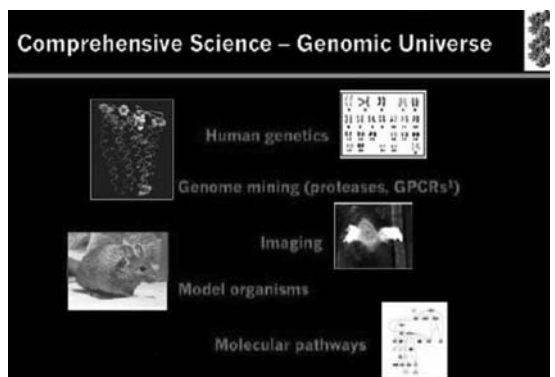 Comprehensive Science – Genomic Universe
Human genetics
Genome mining (proteases, GPCRs¹)
Imaging
Model organisms
Molecular pathways